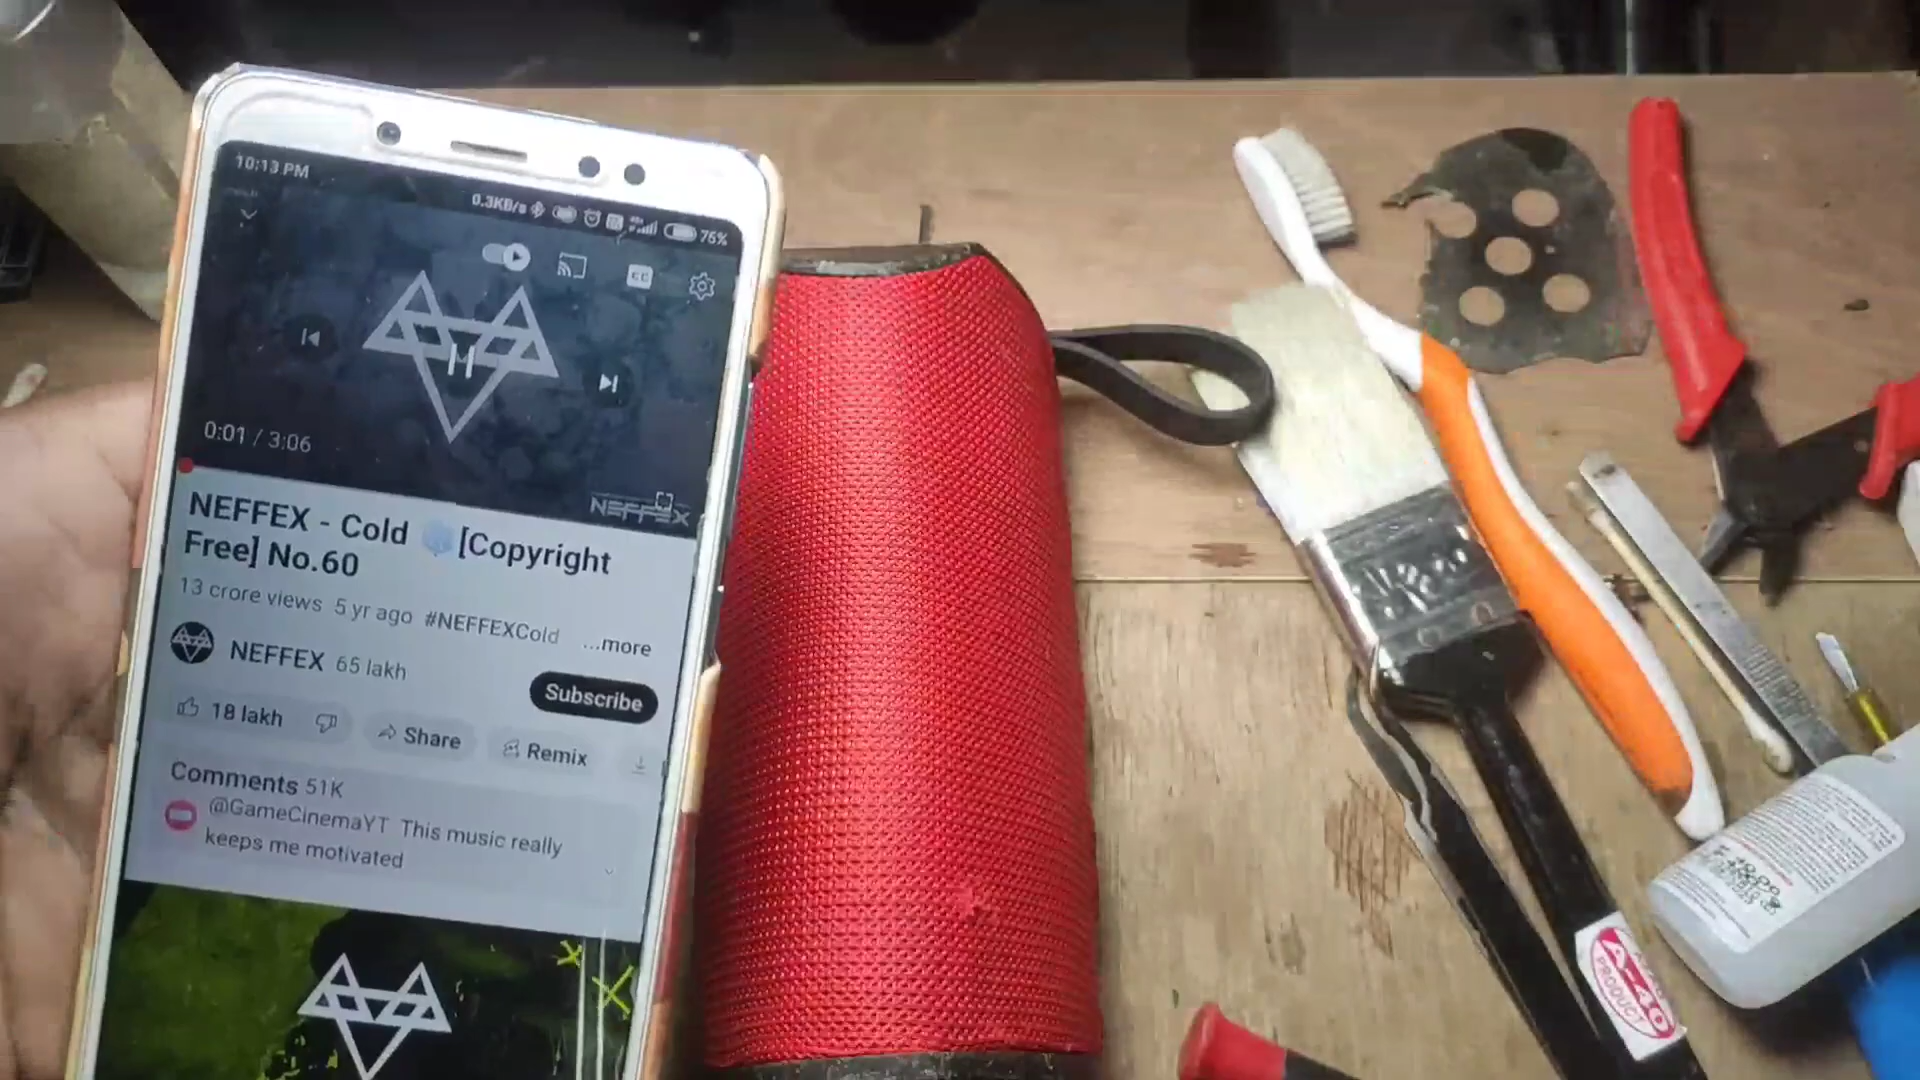 10:13 PM
0.3KB/s
75%
CC
0:01 / 3:06
NEFFEX
NEFFEX - Cold [Copyright
Free] No.60
13 crore views 5 yr ago #NEFFEXCold ...more
NEFFEX 65 lakh
Subscribe
18 lakh
Share
Remix
Comments 51K
@GameCinemaYT This music really
keeps me motivated
PRODUCT